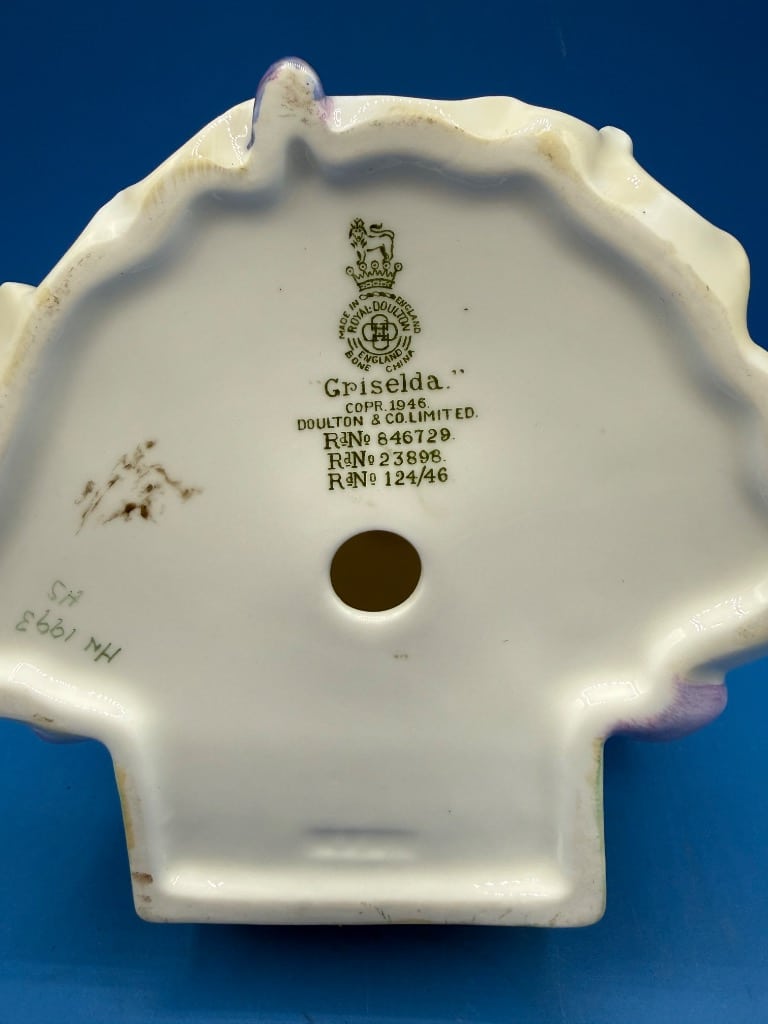 MADE IN ENGLAND
ROYAL·DOULTON
ENGLAND
BONE CHINA
"Griselda."
COPR.1946.
DOULTON & CO.LIMITED.
RdNo 846729.
RdNo 23898.
RdNo 124/46
HN 1993
HS